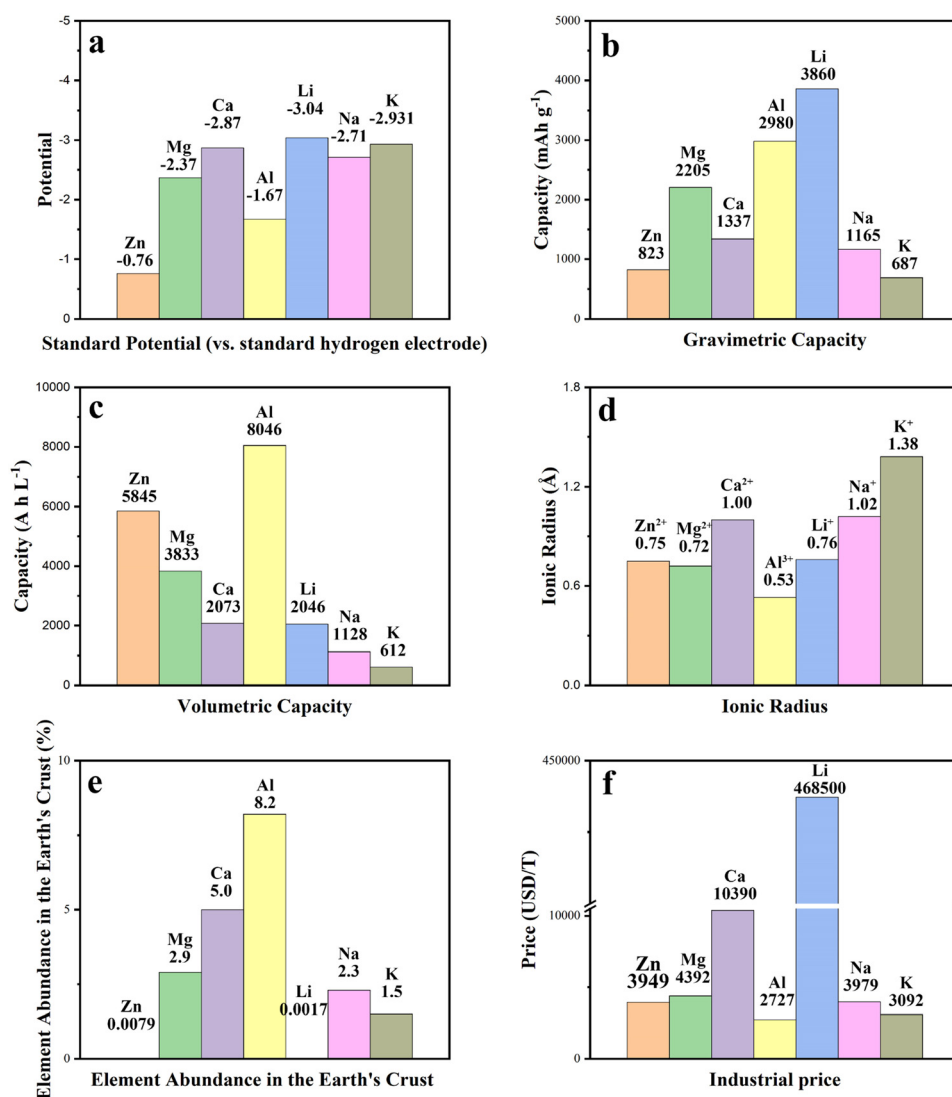 a
-5
-4
-3
-2
-1
0
Potential
Zn
-0.76
Mg
-2.37
Ca
-2.87
Al
-1.67
Li
-3.04
Na
-2.71
K
-2.931
Standard Potential (vs. standard hydrogen electrode)
b
5000
4000
3000
2000
1000
0
Capacity (mAh g⁻¹)
Zn
823
Mg
2205
Ca
1337
Al
2980
Li
3860
Na
1165
K
687
Gravimetric Capacity
c
10000
8000
6000
4000
2000
0
Capacity (A h L⁻¹)
Zn
5845
Mg
3833
Ca
2073
Al
8046
Li
2046
Na
1128
K
612
Volumetric Capacity
d
1.8
1.2
0.6
0.0
Ionic Radius (Å)
Zn²⁺
0.75
Mg²⁺
0.72
Ca²⁺
1.00
Al³⁺
0.53
Li⁺
0.76
Na⁺
1.02
K⁺
1.38
Ionic Radius
e
10
5
0
Element Abundance in the Earth's Crust (%)
Zn
0.0079
Mg
2.9
Ca
5.0
Al
8.2
Li
0.0017
Na
2.3
K
1.5
Element Abundance in the Earth's Crust
f
450000
10000
0
Price (USD/T)
Zn
3949
Mg
4392
Ca
10390
Al
2727
Li
468500
Na
3979
K
3092
Industrial price